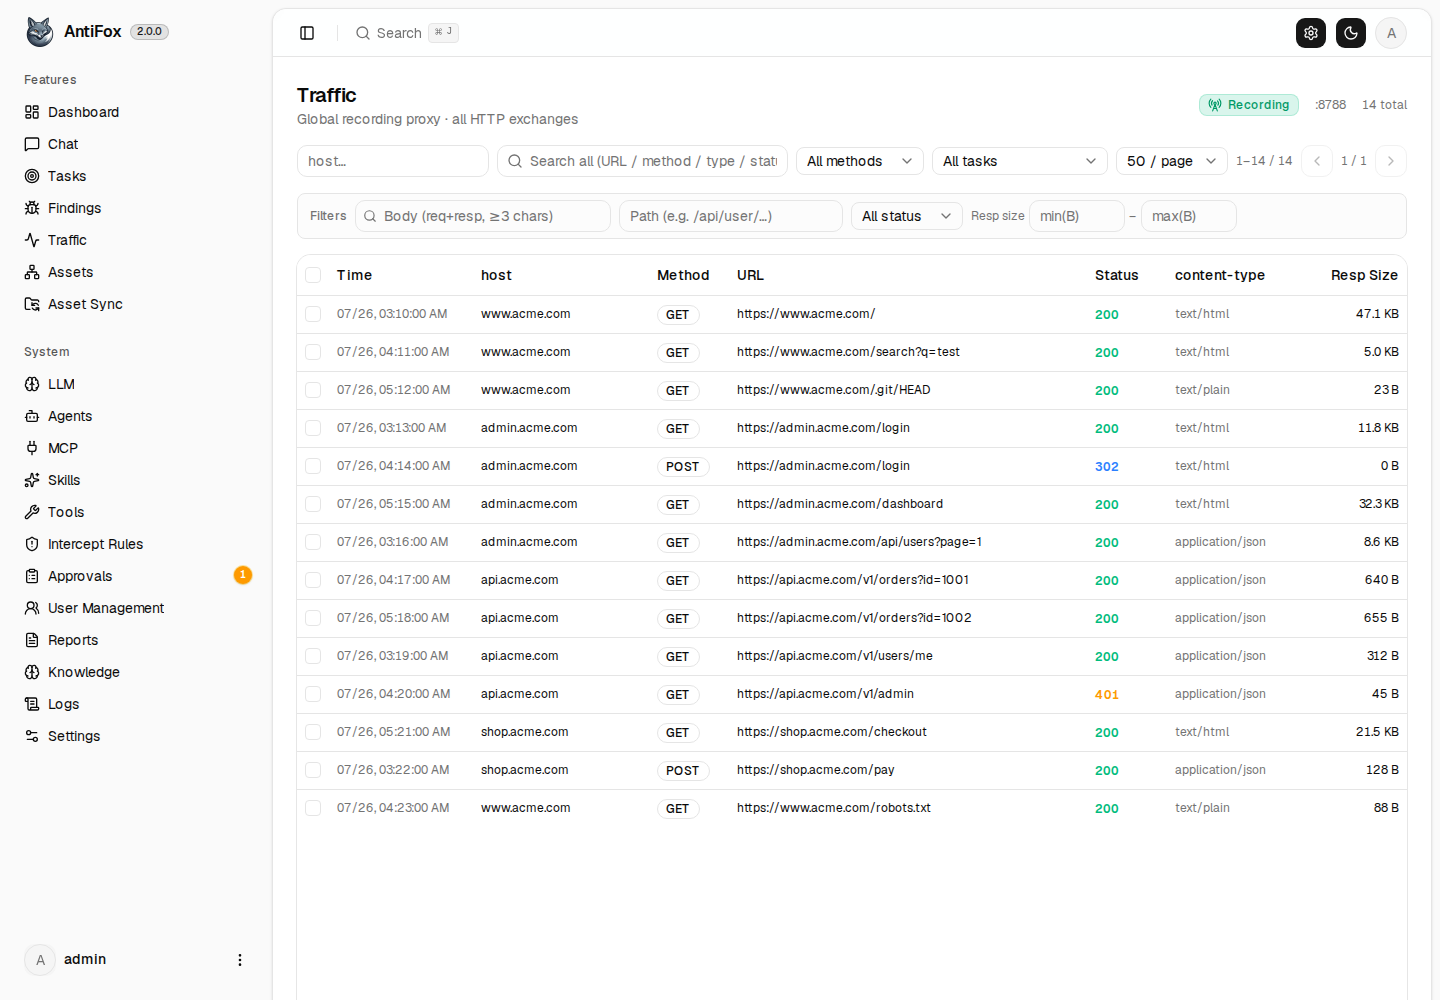 AntiFox 2.0.0
Features
Dashboard
Chat
Tasks
Findings
Traffic
Assets
Asset Sync
System
LLM
Agents
MCP
Skills
Tools
Intercept Rules
Approvals 1
User Management
Reports
Knowledge
Logs
Settings
A admin
Search ⌘ J
A
Traffic
Global recording proxy · all HTTP exchanges
Recording :8788 14 total
host… Search all (URL / method / type / statu All methods All tasks 50 / page 1–14 / 14 1 / 1
Filters Body (req+resp, ≥3 chars) Path (e.g. /api/user/…) All status Resp size min(B) – max(B)
Time host Method URL Status content-type Resp Size
07/26, 03:10:00 AM www.acme.com GET https://www.acme.com/ 200 text/html 47.1 KB
07/26, 04:11:00 AM www.acme.com GET https://www.acme.com/search?q=test 200 text/html 5.0 KB
07/26, 05:12:00 AM www.acme.com GET https://www.acme.com/.git/HEAD 200 text/plain 23 B
07/26, 03:13:00 AM admin.acme.com GET https://admin.acme.com/login 200 text/html 11.8 KB
07/26, 04:14:00 AM admin.acme.com POST https://admin.acme.com/login 302 text/html 0 B
07/26, 05:15:00 AM admin.acme.com GET https://admin.acme.com/dashboard 200 text/html 32.3 KB
07/26, 03:16:00 AM admin.acme.com GET https://admin.acme.com/api/users?page=1 200 application/json 8.6 KB
07/26, 04:17:00 AM api.acme.com GET https://api.acme.com/v1/orders?id=1001 200 application/json 640 B
07/26, 05:18:00 AM api.acme.com GET https://api.acme.com/v1/orders?id=1002 200 application/json 655 B
07/26, 03:19:00 AM api.acme.com GET https://api.acme.com/v1/users/me 200 application/json 312 B
07/26, 04:20:00 AM api.acme.com GET https://api.acme.com/v1/admin 401 application/json 45 B
07/26, 05:21:00 AM shop.acme.com GET https://shop.acme.com/checkout 200 text/html 21.5 KB
07/26, 03:22:00 AM shop.acme.com POST https://shop.acme.com/pay 200 application/json 128 B
07/26, 04:23:00 AM www.acme.com GET https://www.acme.com/robots.txt 200 text/plain 88 B